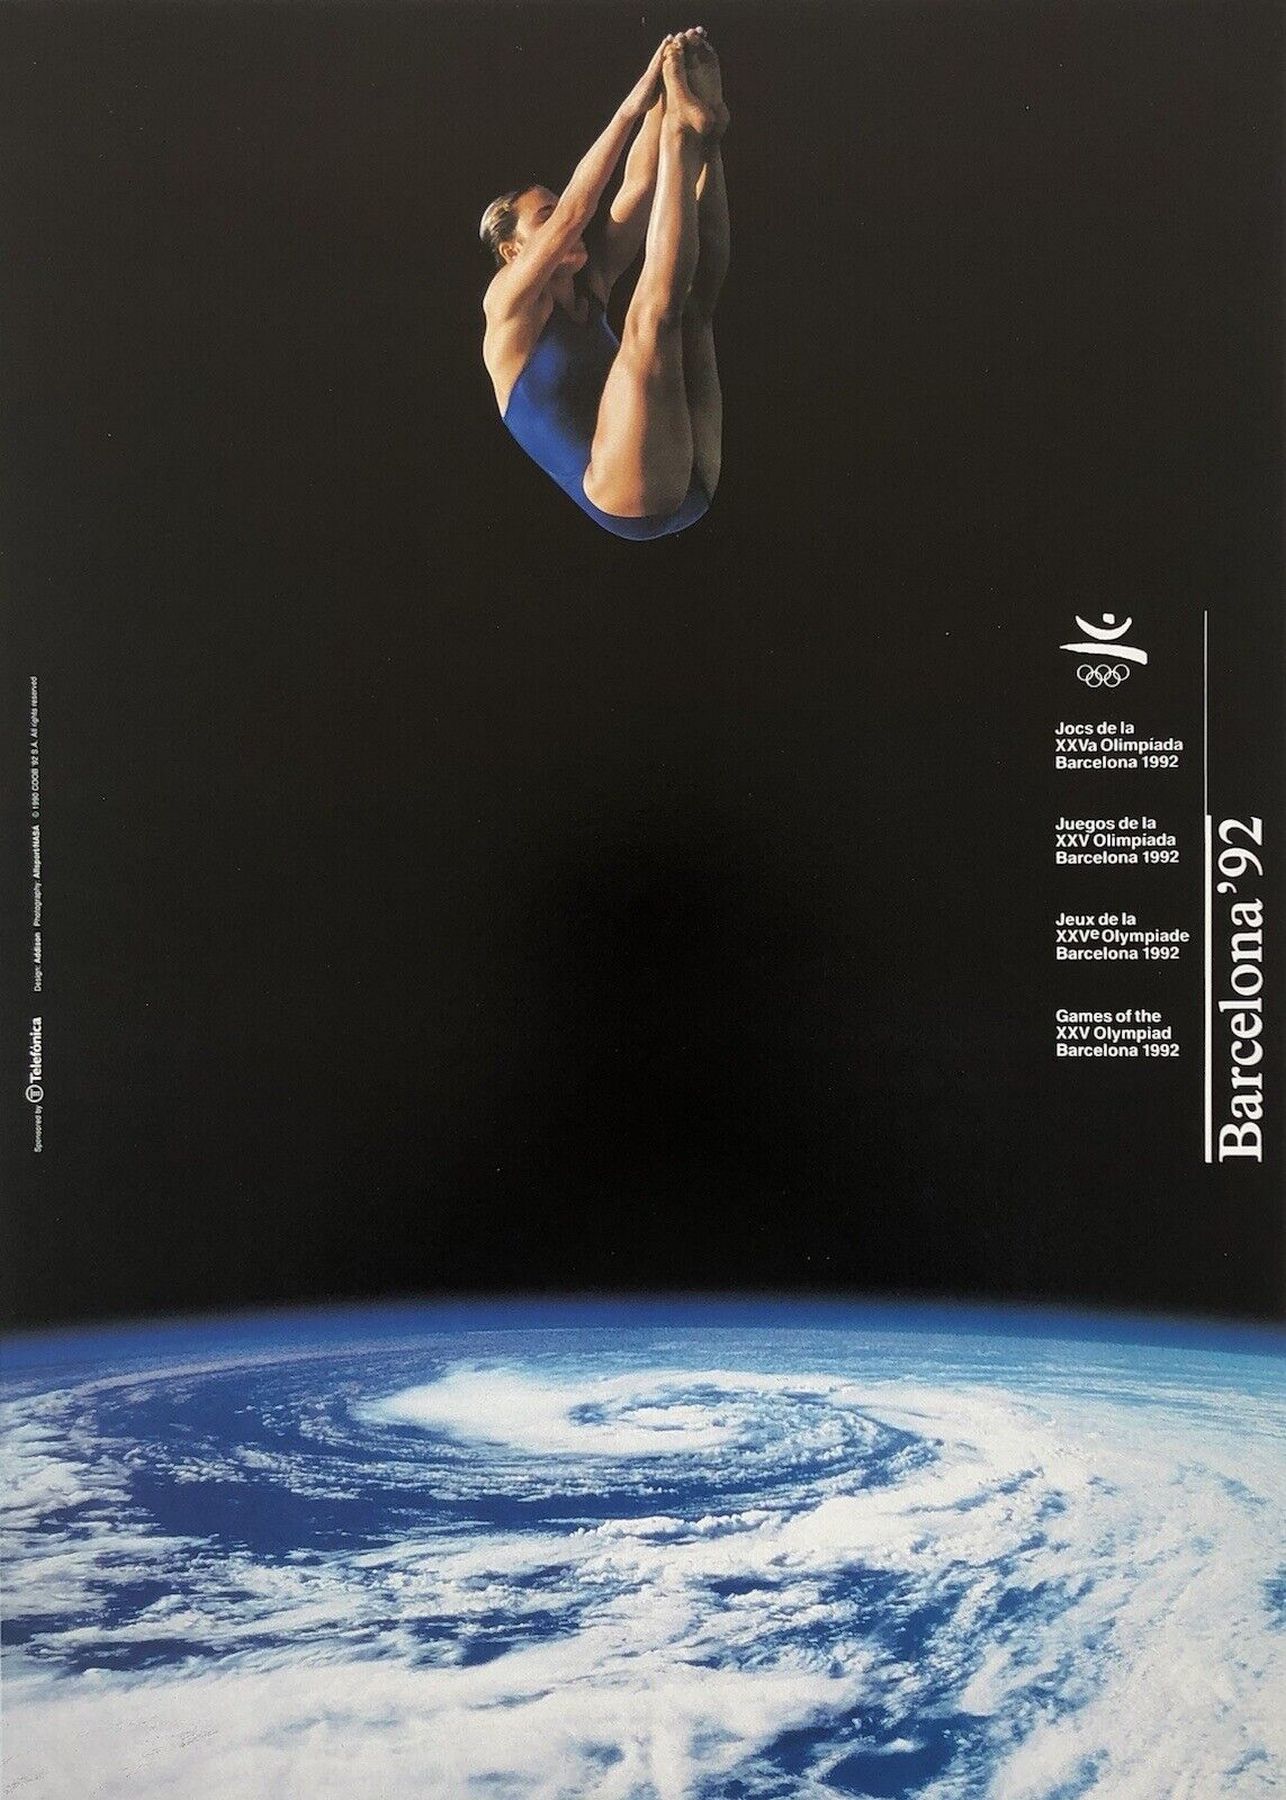 Jocs de la
XXVa Olimpíada
Barcelona 1992
Juegos de la
XXV Olimpiada
Barcelona 1992
Jeux de la
XXVe Olympiade
Barcelona 1992
Games of the
XXV Olympiad
Barcelona 1992
Barcelona '92
Sponsored by Telefónica Design: Addison Photography: Allsport/NASA © 1990 COOB '92 S.A. All rights reserved